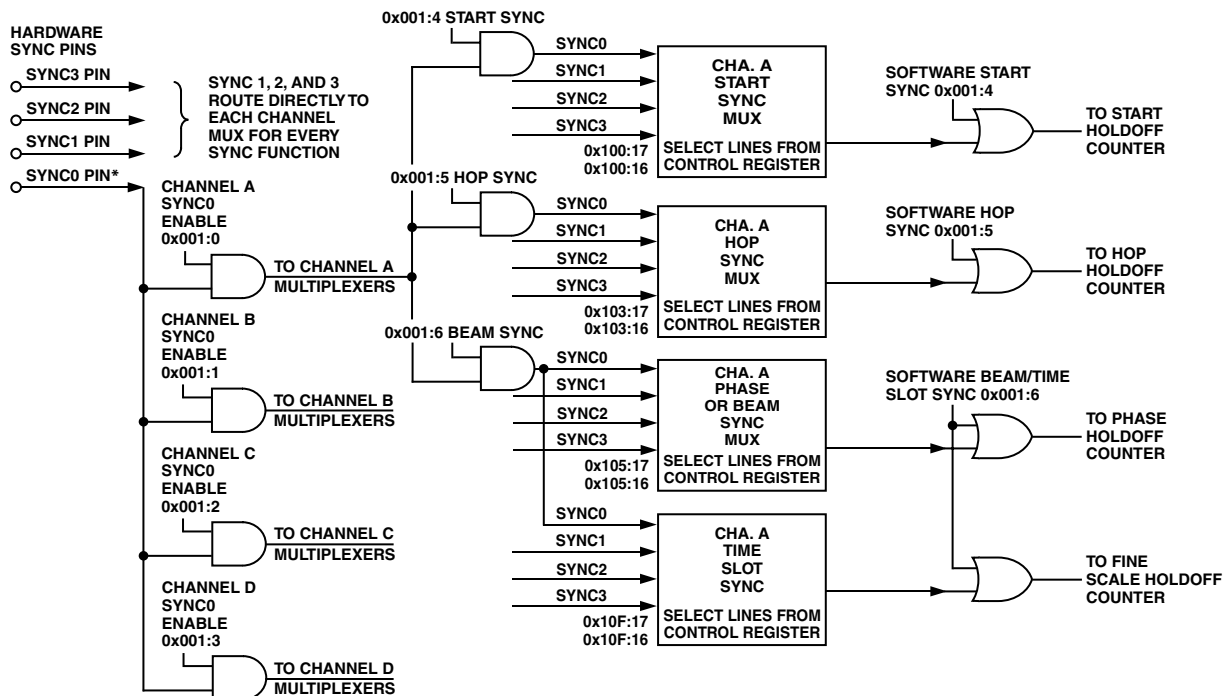 HARDWARE
SYNC PINS
SYNC3 PIN
SYNC2 PIN
SYNC1 PIN
SYNC0 PIN*
SYNC 1, 2, AND 3
ROUTE DIRECTLY TO
EACH CHANNEL
MUX FOR EVERY
SYNC FUNCTION
CHANNEL A
SYNC0
ENABLE
0x001:0
TO CHANNEL A
MULTIPLEXERS
CHANNEL B
SYNC0
ENABLE
0x001:1
TO CHANNEL B
MULTIPLEXERS
CHANNEL C
SYNC0
ENABLE
0x001:2
TO CHANNEL C
MULTIPLEXERS
CHANNEL D
SYNC0
ENABLE
0x001:3
TO CHANNEL D
MULTIPLEXERS
0x001:4 START SYNC
SYNC0
SYNC1
SYNC2
SYNC3
0x100:17
0x100:16
CHA. A
START
SYNC
MUX
SELECT LINES FROM
CONTROL REGISTER
SOFTWARE START
SYNC 0x001:4
TO START
HOLDOFF
COUNTER
0x001:5 HOP SYNC
SYNC0
SYNC1
SYNC2
SYNC3
0x103:17
0x103:16
CHA. A
HOP
SYNC
MUX
SELECT LINES FROM
CONTROL REGISTER
SOFTWARE HOP
SYNC 0x001:5
TO HOP
HOLDOFF
COUNTER
0x001:6 BEAM SYNC
SYNC0
SYNC1
SYNC2
SYNC3
0x105:17
0x105:16
CHA. A
PHASE
OR BEAM
SYNC
MUX
SELECT LINES FROM
CONTROL REGISTER
SOFTWARE BEAM/TIME
SLOT SYNC 0x001:6
TO PHASE
HOLDOFF
COUNTER
SYNC0
SYNC1
SYNC2
SYNC3
0x10F:17
0x10F:16
CHA. A
TIME
SLOT
SYNC
SELECT LINES FROM
CONTROL REGISTER
TO FINE
SCALE HOLDOFF
COUNTER